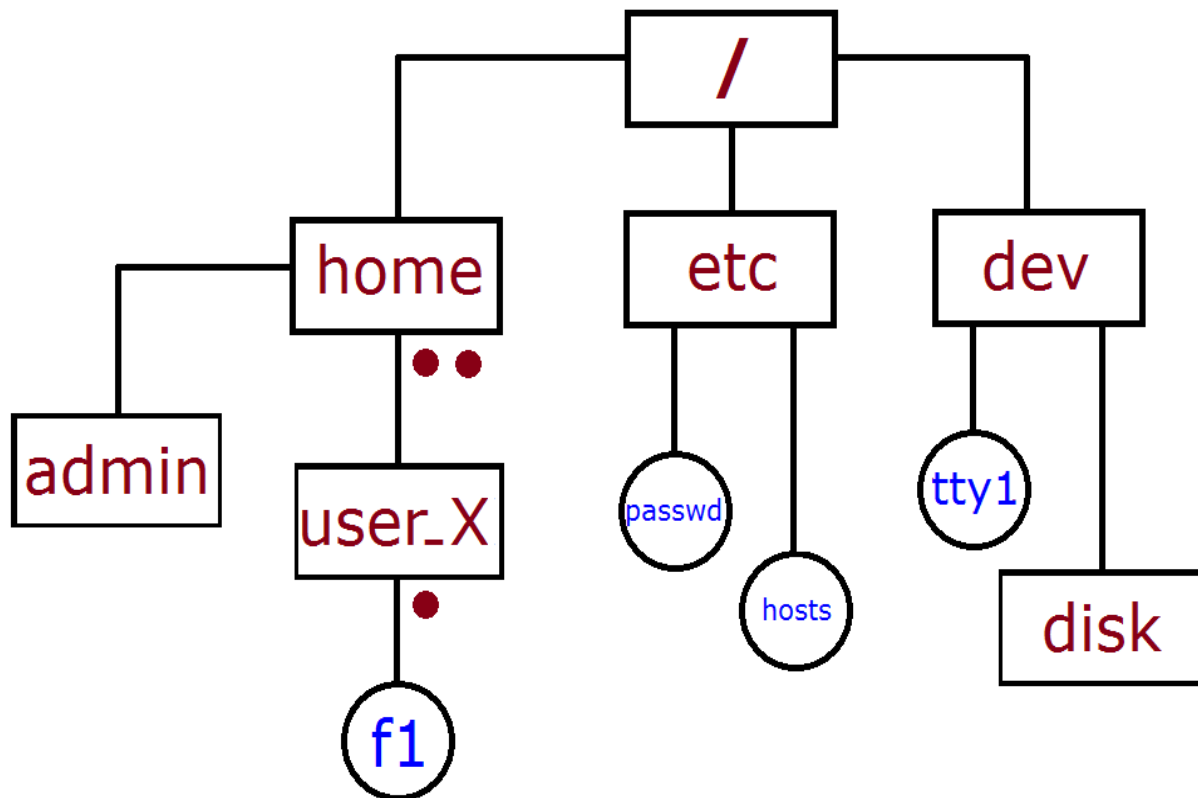 /
home
etc
dev
admin
user_X
passwd
tty1
hosts
disk
f1